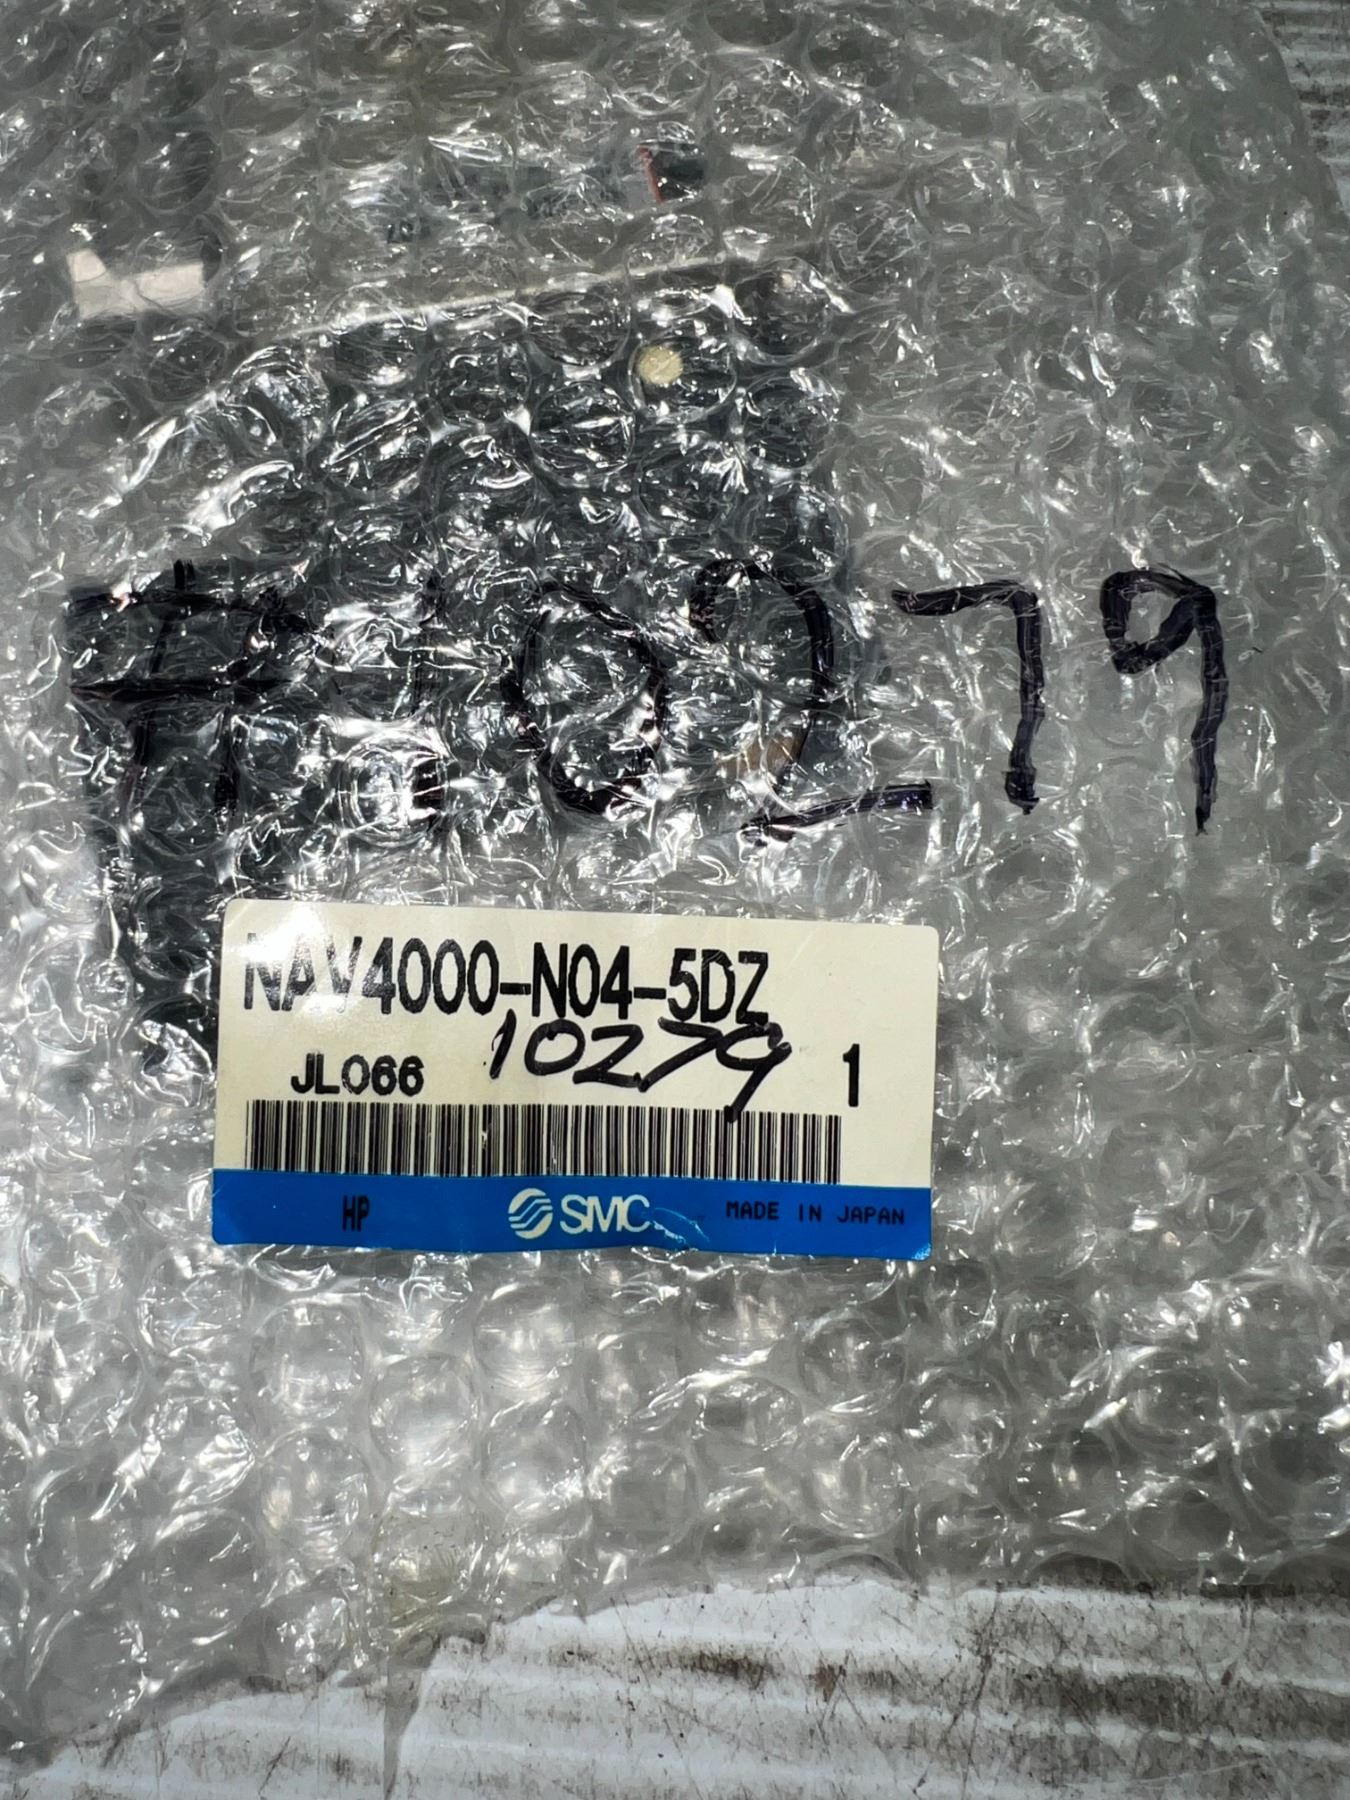 #10279
NAV4000-N04-5DZ
10279
JL066
1
HP
SMC
MADE IN JAPAN